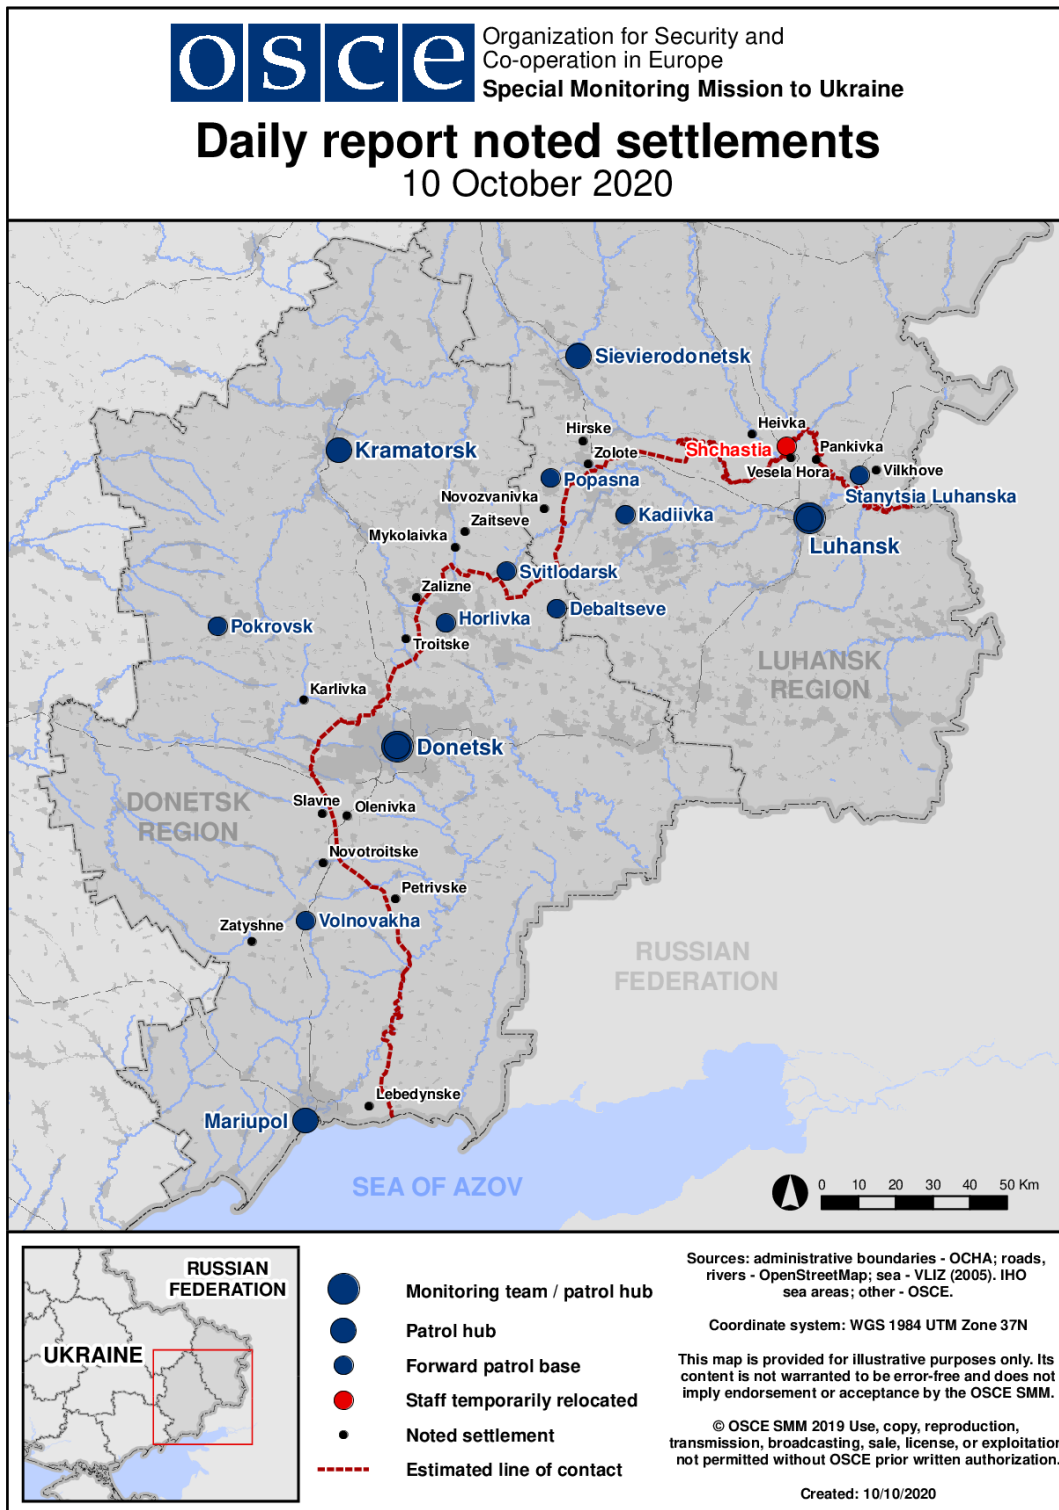 osce
Organization for Security and
Co-operation in Europe
Special Monitoring Mission to Ukraine
Daily report noted settlements
10 October 2020
Sievierodonetsk
Heivka
Hirske
Shchastia
Pankivka
Kramatorsk
Zolote
Vesela Hora
Vilkhove
Popasna
Stanytsia Luhanska
Novozvanivka
Kadiivka
Zaitseve
Mykolaivka
Luhansk
Svitlodarsk
Zalizne
Debaltseve
Horlivka
Pokrovsk
Troitske
LUHANSK
REGION
Karlivka
Donetsk
DONETSK
REGION
Slavne
Olenivka
Novotroitske
Petrivske
Zatyshne
Volnovakha
RUSSIAN
FEDERATION
Lebedynske
Mariupol
SEA OF AZOV
0 10 20 30 40 50 Km
RUSSIAN
FEDERATION
UKRAINE
Monitoring team / patrol hub
Patrol hub
Forward patrol base
Staff temporarily relocated
Noted settlement
Estimated line of contact
Sources: administrative boundaries - OCHA; roads,
rivers - OpenStreetMap; sea - VLIZ (2005). IHO
sea areas; other - OSCE.
Coordinate system: WGS 1984 UTM Zone 37N
This map is provided for illustrative purposes only. Its
content is not warranted to be error-free and does not
imply endorsement or acceptance by the OSCE SMM.
© OSCE SMM 2019 Use, copy, reproduction,
transmission, broadcasting, sale, license, or exploitation
not permitted without OSCE prior written authorization.
Created: 10/10/2020